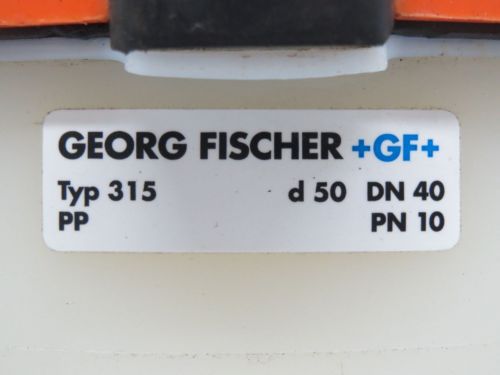 GEORG FISCHER +GF+
Typ 315 d 50 DN 40
PP PN 10